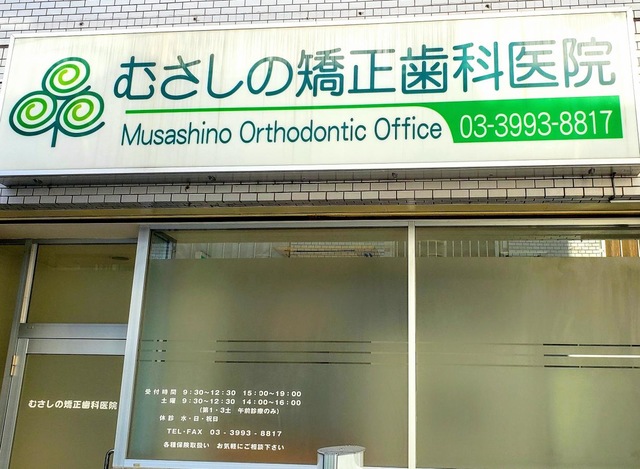 むさしの矯正歯科医院
Musashino Orthodontic Office 03-3993-8817
受付時間 9:30〜12:30 15:00〜19:00
土曜 9:30〜12:30 14:00〜16:00
(第1・3土 午前診療のみ)
休診 水・日・祝日
TEL・FAX 03-3993-8817
各種保険取扱い お気軽にご相談下さい
むさしの矯正歯科医院